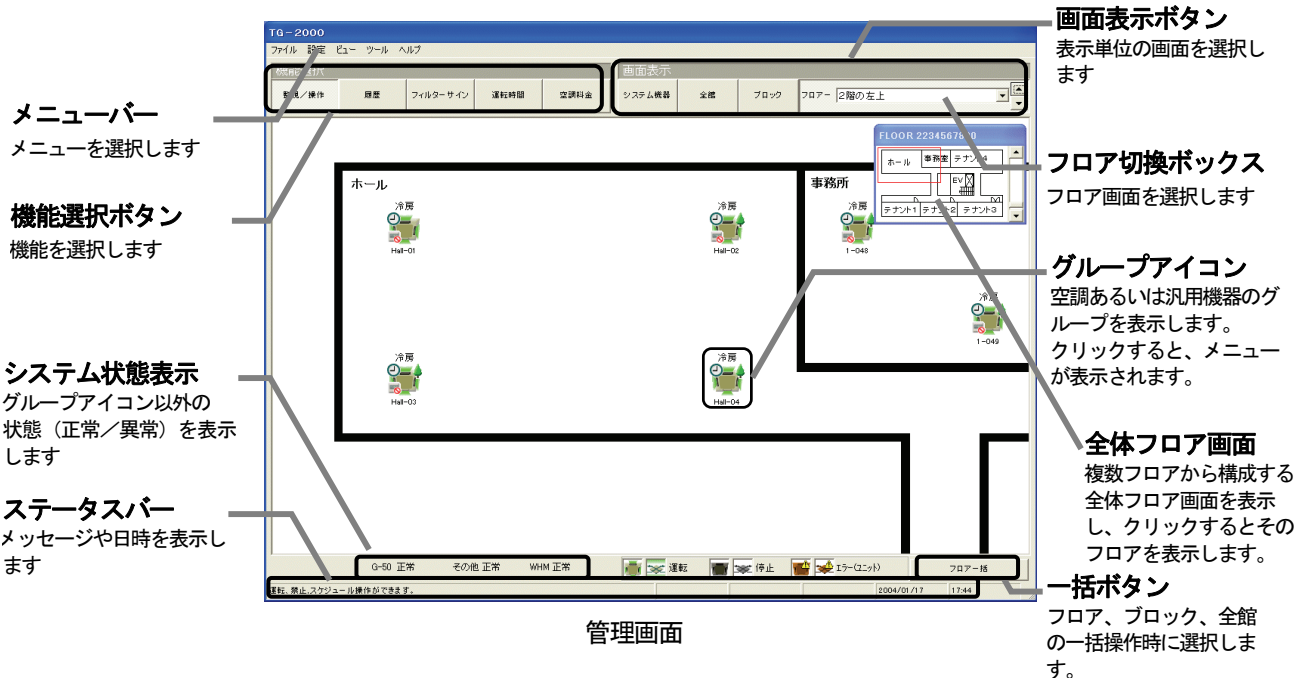 画面表示ボタン
表示単位の画面を選択し
ます
メニューバー
メニューを選択します
機能選択ボタン
機能を選択します
システム状態表示
グループアイコン以外の
状態（正常／異常）を表示
します
ステータスバー
メッセージや日時を表示し
ます
TG-2000
ファイル 設定 ビュー ツール ヘルプ
機能選択
画面表示
監視／操作 履歴 フィルターサイン 運転時間 空調料金
システム機器 全館 ブロック フロアー 2階の左上
FLOOR 2234567890
ホール 事務室 テナント4
EV
テナント1 テナント2 テナント3
ホール
事務所
冷房
Hall-01
冷房
Hall-02
冷房
1-048
冷房
1-049
冷房
Hall-03
冷房
Hall-04
G-50 正常 その他 正常 WHM 正常
運転 停止 エラー(ユニット)
フロアー括
運転、禁止、スケジュール操作ができます。
2004/01/17 17:44
フロア切換ボックス
フロア画面を選択します
グループアイコン
空調あるいは汎用機器のグ
ループを表示します。
クリックすると、メニュー
が表示されます。
全体フロア画面
複数フロアから構成する
全体フロア画面を表示
し、クリックするとその
フロアを表示します。
一括ボタン
フロア、ブロック、全館
の一括操作時に選択しま
す。
管理画面